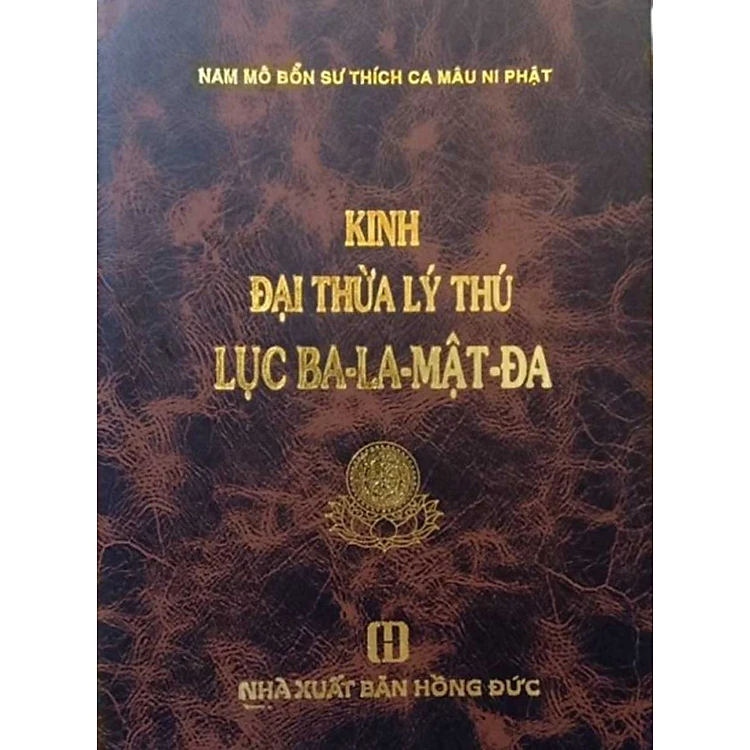 NAM MÔ BỔN SƯ THÍCH CA MÂU NI PHẬT
KINH
ĐẠI THỪA LÝ THÚ
LỤC BA-LA-MẬT-ĐA
H
NHÀ XUẤT BẢN HỒNG ĐỨC